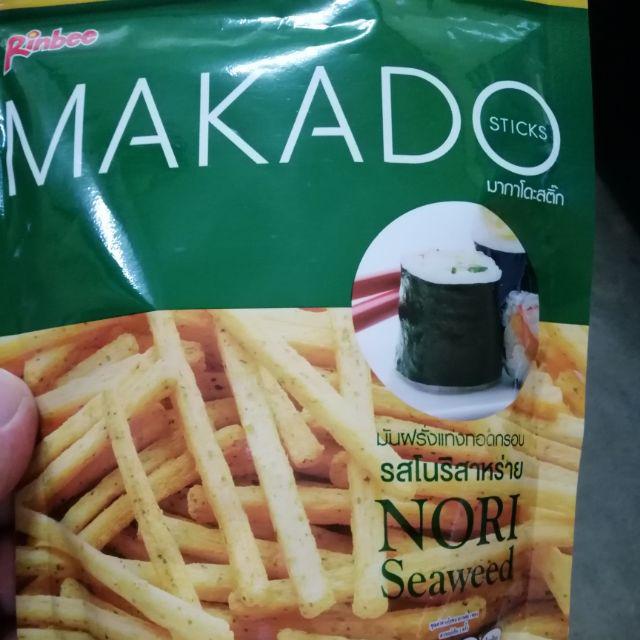 Rinbee
MAKADO
STICKS
มากาโดะสติ๊ก
มันฝรั่งแท่งทอดกรอบ
รสโนริสาหร่าย
NORI
Seaweed